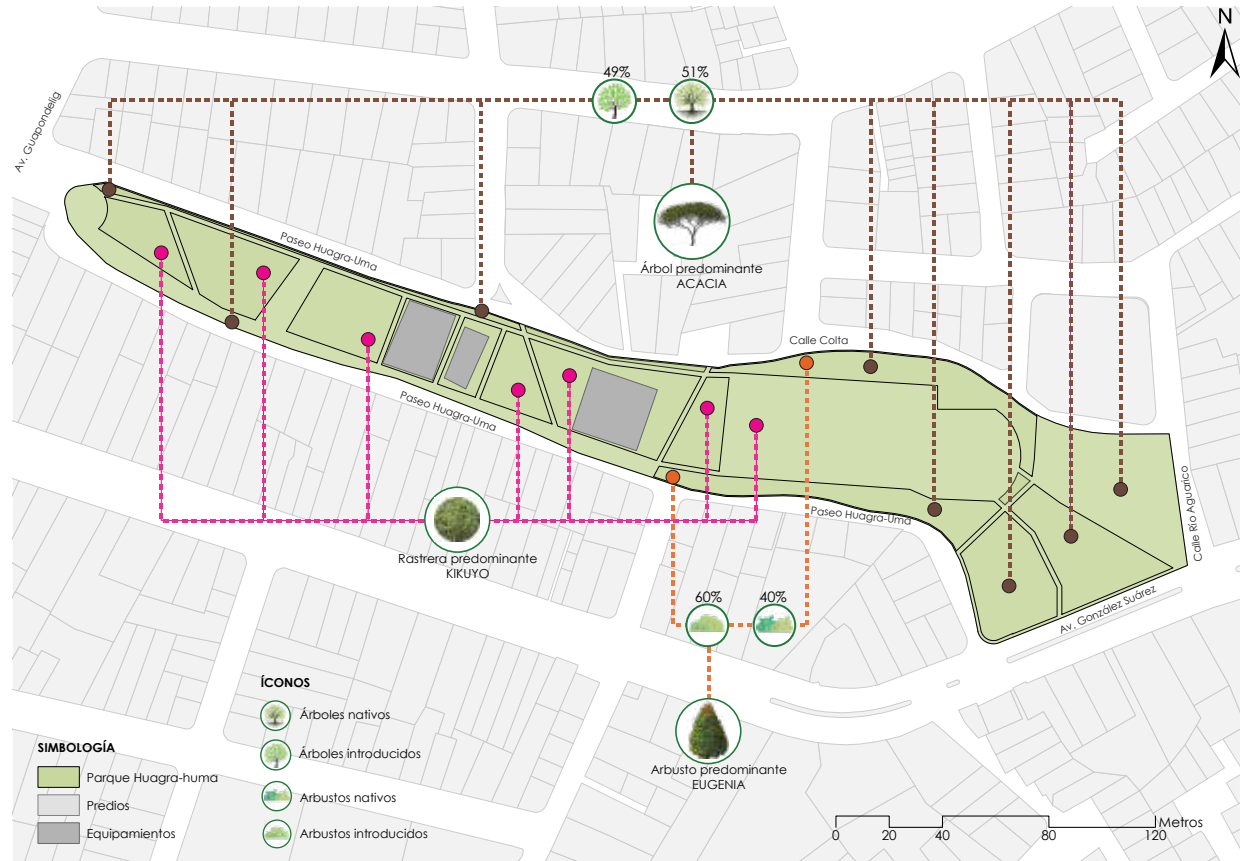 N
49%
51%
Av. Guapondelig
Paseo Huagra-Uma
Árbol predominante
ACACIA
Calle Colta
Paseo Huagra-Uma
Paseo Huagra-Uma
Calle Río Aguarico
Rastrera predominante
KIKUYO
60%
40%
Av. González Suárez
Arbusto predominante
EUGENIA
SIMBOLOGÍA
Parque Huagra-huma
Predios
Equipamientos
ÍCONOS
Árboles nativos
Árboles introducidos
Arbustos nativos
Arbustos introducidos
Metros
0 20 40 80 120